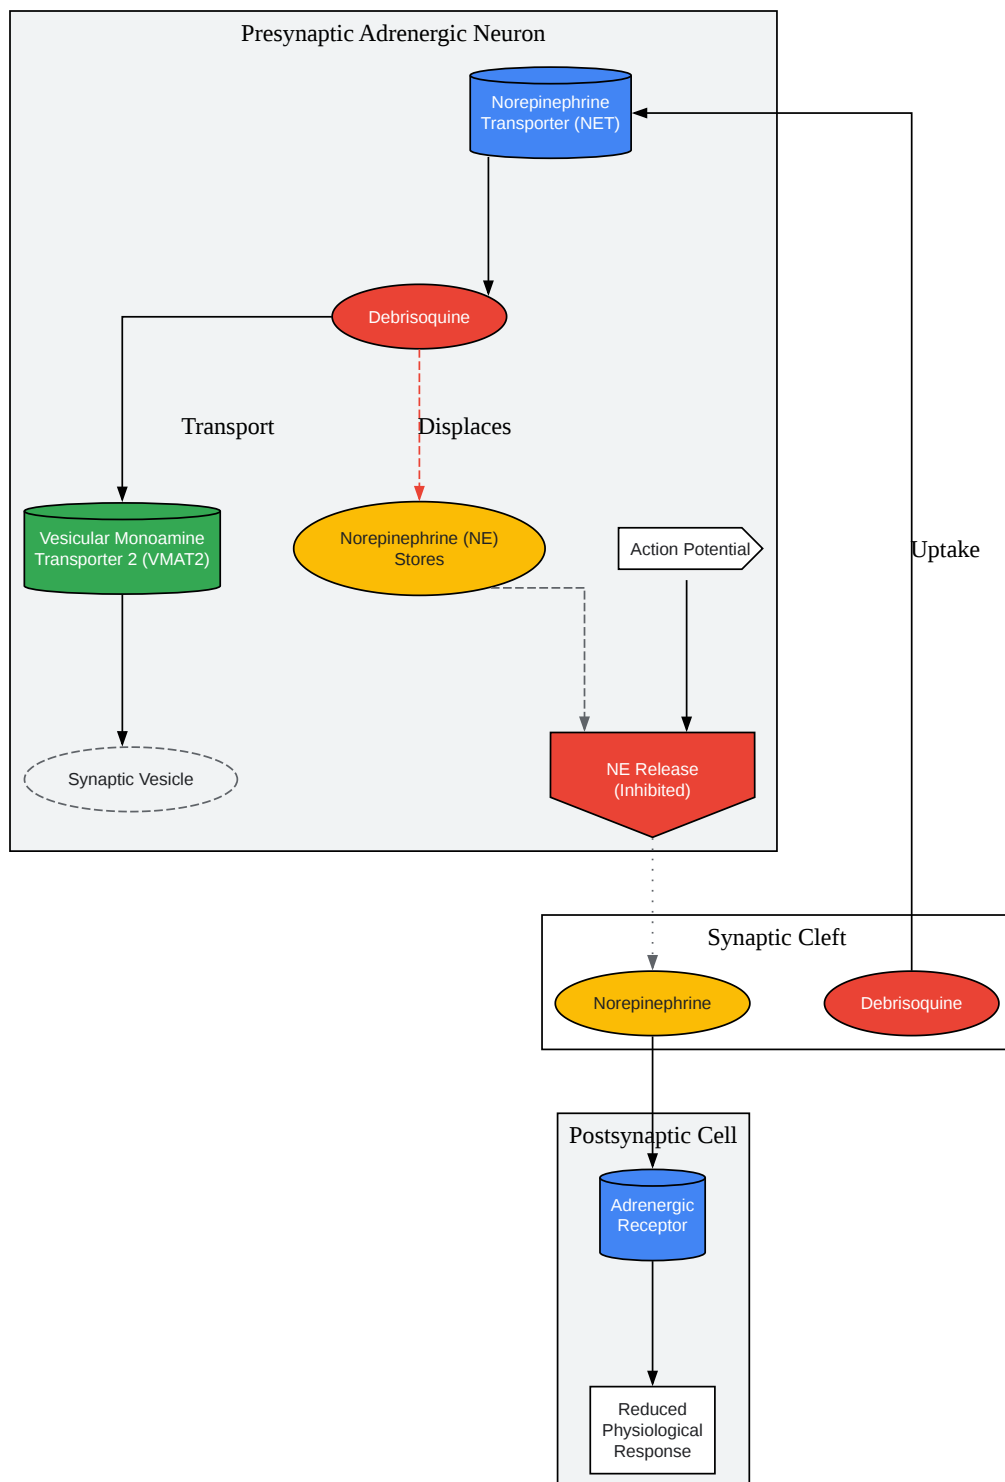 Presynaptic Adrenergic Neuron
Norepinephrine
Transporter (NET)
Debrisoquine
Transport
Displaces
Vesicular Monoamine
Transporter 2 (VMAT2)
Norepinephrine (NE)
Stores
Action Potential
Uptake
Synaptic Vesicle
NE Release
(Inhibited)
Synaptic Cleft
Norepinephrine
Debrisoquine
Postsynaptic Cell
Adrenergic
Receptor
Reduced
Physiological
Response